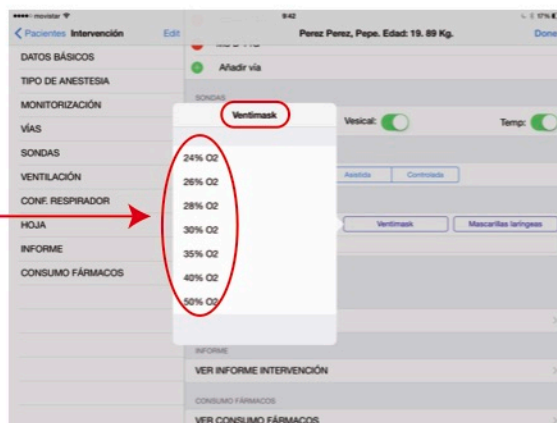 movistar 9:42 17%
Pacientes Intervención Edit Perez Perez, Pepe. Edad: 19. 89 Kg. Done
DATOS BÁSICOS
Añadir vía
TIPO DE ANESTESIA
MONITORIZACIÓN
SONDAS
Ventimask
VÍAS
Vesical: Temp:
SONDAS
24% O2
VENTILACIÓN
26% O2
Asistida Controlada
CONF. RESPIRADOR
28% O2
HOJA
30% O2
Ventimask Mascarillas laríngeas
INFORME
35% O2
CONSUMO FÁRMACOS
40% O2
50% O2
INFORME
VER INFORME INTERVENCIÓN
CONSUMO FÁRMACOS
VER CONSUMO FÁRMACOS